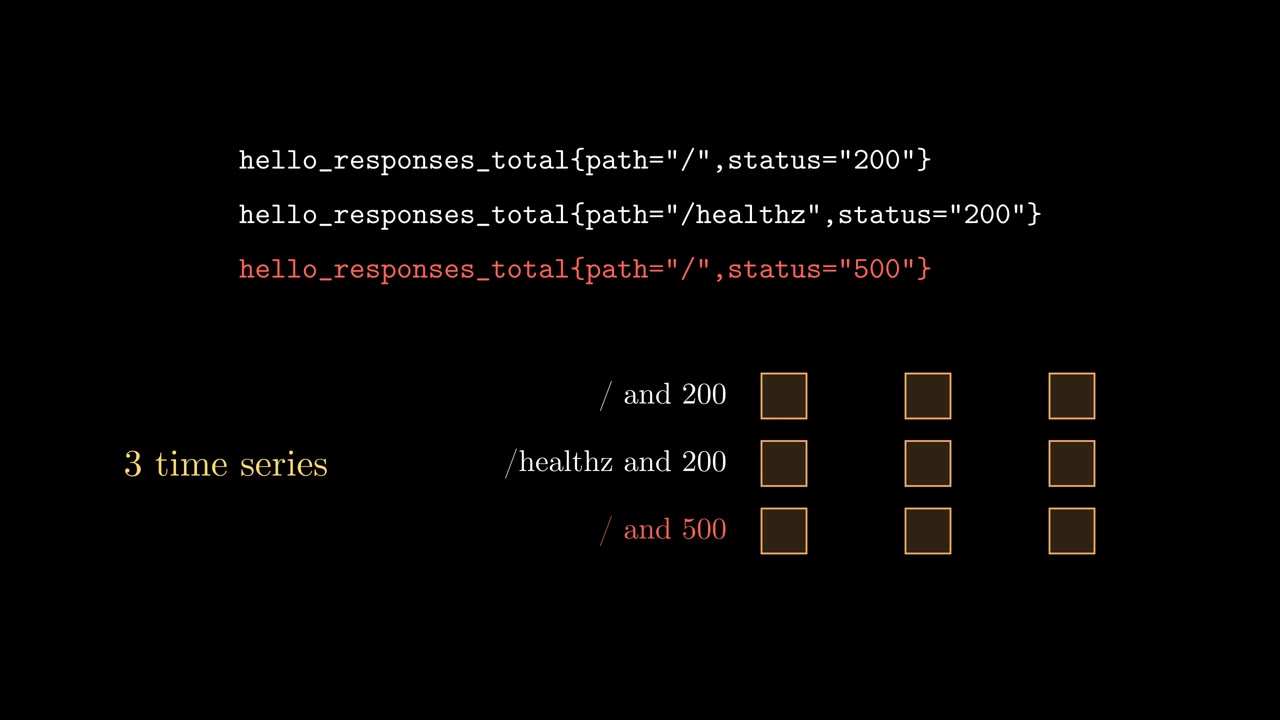 hello_responses_total{path="/",status="200"}
hello_responses_total{path="/healthz",status="200"}
hello_responses_total{path="/",status="500"}
/ and 200
3 time series
/healthz and 200
/ and 500